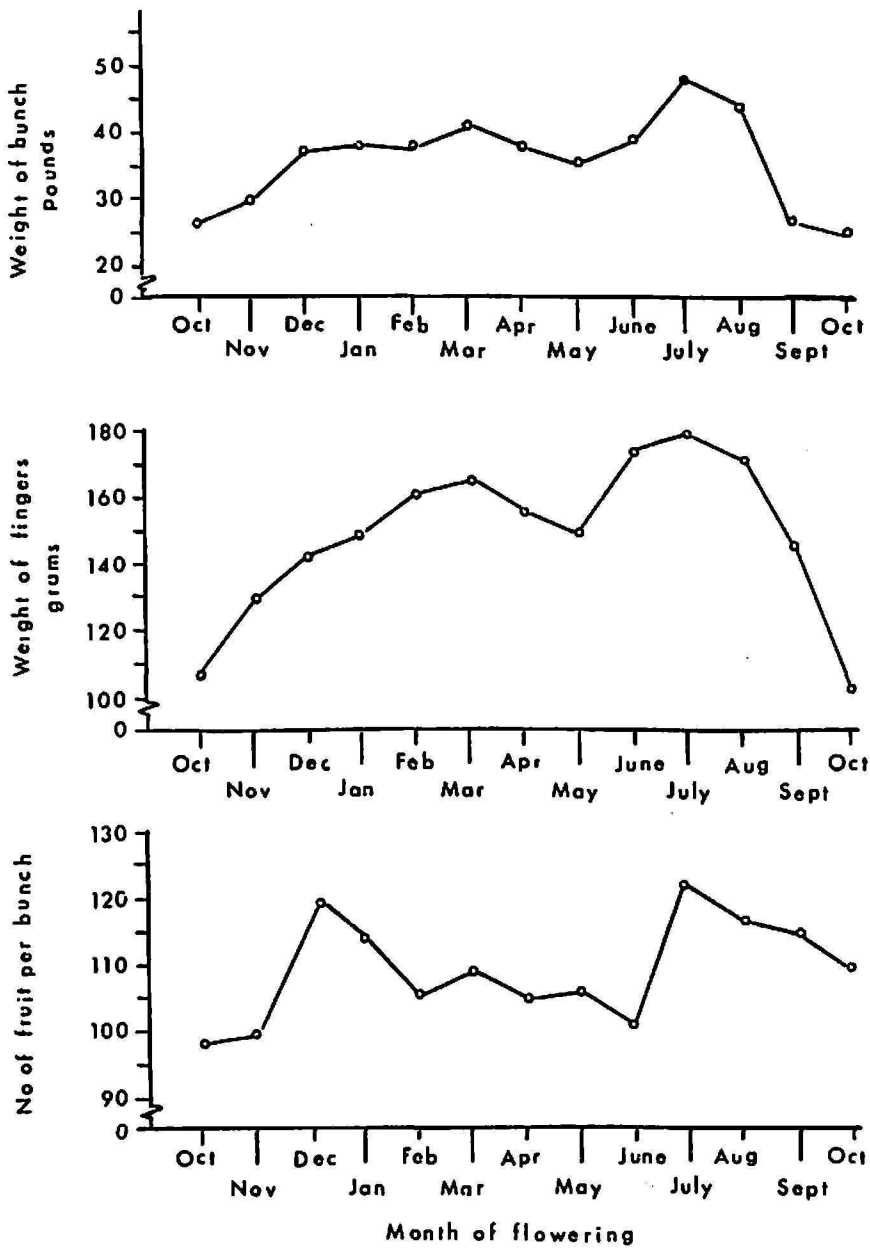 Weight of bunch
Pounds
50
40
30
20
0
Oct Dec Feb Apr June Aug Oct
Nov Jan Mar May July Sept
Weight of fingers
grams
180
160
140
120
100
0
Oct Dec Feb Apr June Aug Oct
Nov Jan Mar May July Sept
No of fruit per bunch
130
120
110
100
90
0
Oct Dec Feb Apr June Aug Oct
Nov Jan Mar May July Sept
Month of flowering